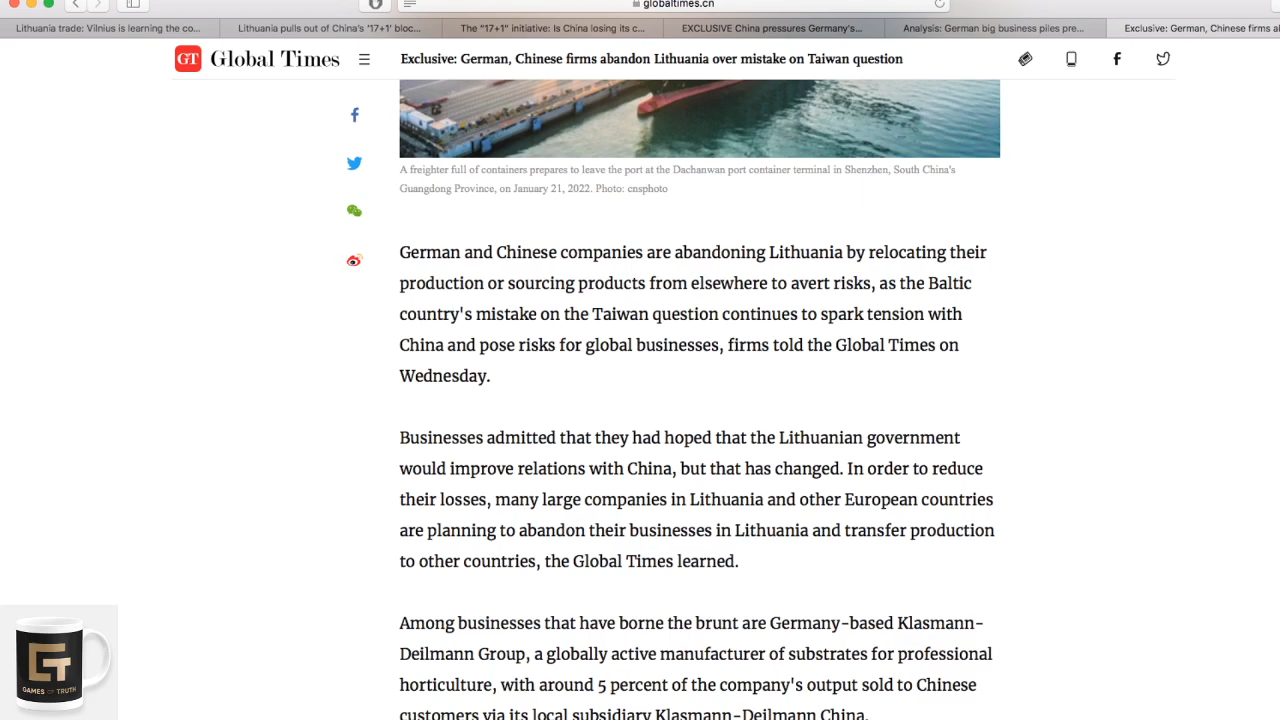 globaltimes.cn
Lithuania trade: Vilnius is learning the co...
Lithuania pulls out of China's '17+1' bloc...
The "17+1" initiative: Is China losing its c...
EXCLUSIVE China pressures Germany's...
Analysis: German big business piles pre...
Exclusive: German, Chinese firms a
GT Global Times
Exclusive: German, Chinese firms abandon Lithuania over mistake on Taiwan question
A freighter full of containers prepares to leave the port at the Dachanwan port container terminal in Shenzhen, South China's
Guangdong Province, on January 21, 2022. Photo: cnsphoto
German and Chinese companies are abandoning Lithuania by relocating their
production or sourcing products from elsewhere to avert risks, as the Baltic
country's mistake on the Taiwan question continues to spark tension with
China and pose risks for global businesses, firms told the Global Times on
Wednesday.
Businesses admitted that they had hoped that the Lithuanian government
would improve relations with China, but that has changed. In order to reduce
their losses, many large companies in Lithuania and other European countries
are planning to abandon their businesses in Lithuania and transfer production
to other countries, the Global Times learned.
Among businesses that have borne the brunt are Germany-based Klasmann-
Deilmann Group, a globally active manufacturer of substrates for professional
horticulture, with around 5 percent of the company's output sold to Chinese
customers via its local subsidiary Klasmann-Deilmann China.
GT
GAMES OF TRUTH